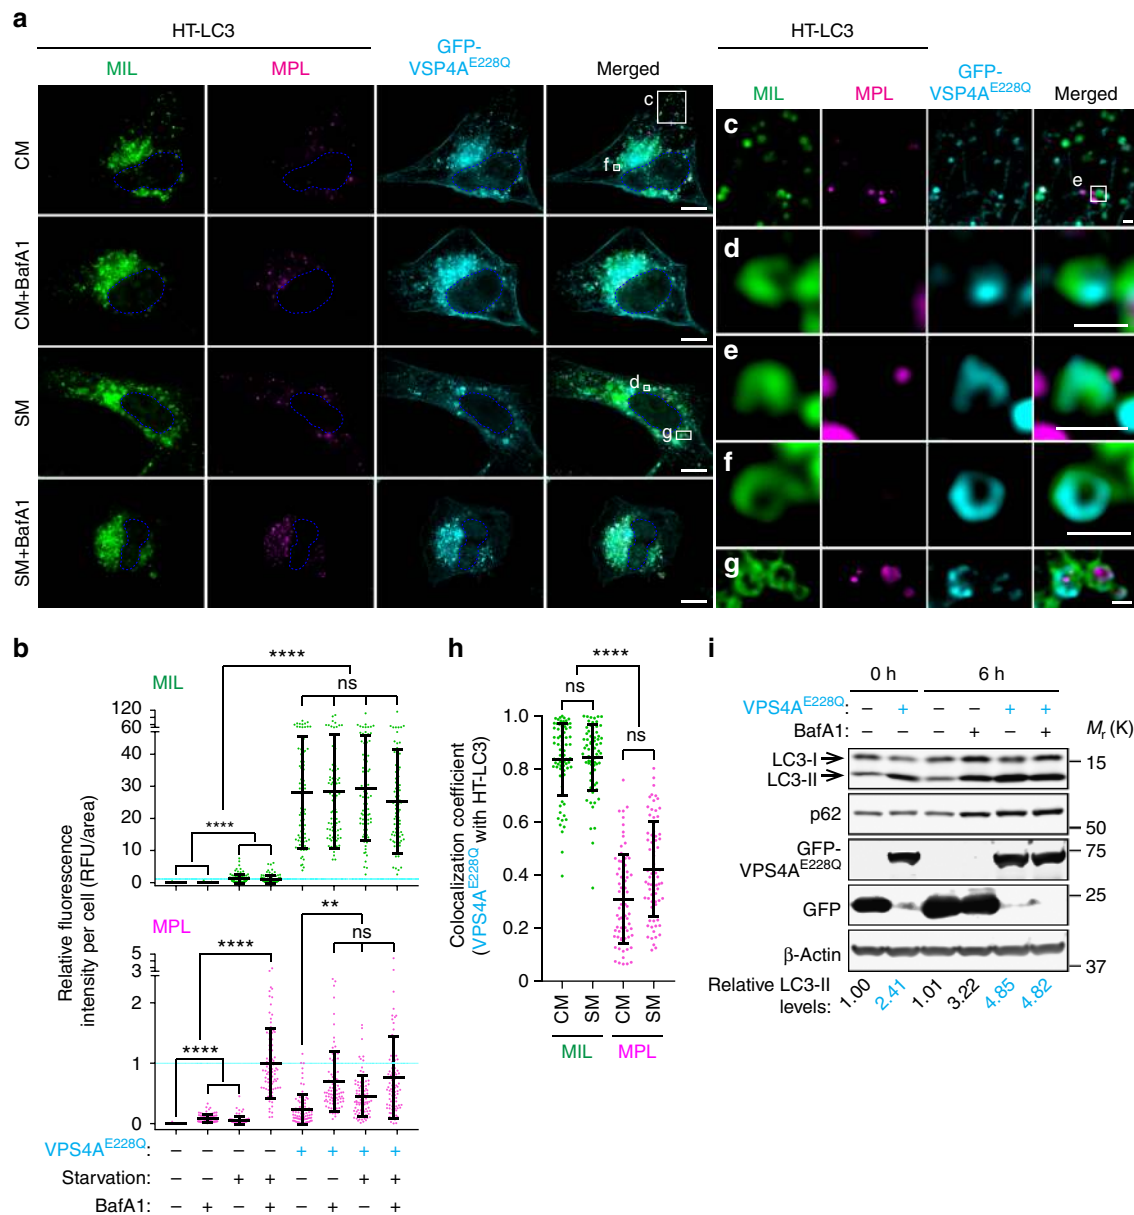 a
HT-LC3
MIL
MPL
GFP-
VSP4A^E228Q
Merged
CM
c
f
CM+BafA1
SM
d
g
SM+BafA1
HT-LC3
MIL
MPL
GFP-
VSP4A^E228Q
Merged
c
e
d
e
f
g
b
MIL
****
ns
****
120
60
40
30
20
10
0
Relative fluorescence
intensity per cell (RFU/area)
MPL
**
ns
****
****
5
3
2
1
0
VPS4A^E228Q: − − − − + + + +
Starvation: − − + + − − + +
BafA1: − + − + − + − +
h
****
ns
ns
Colocalization coefficient
(VPS4A^E228Q with HT-LC3)
1.0
0.8
0.6
0.4
0.2
0
CM SM CM SM
MIL MPL
i
0 h 6 h
VPS4A^E228Q: − + − − + +
BafA1: − + − +
Mr (K)
LC3-I
LC3-II
15
p62
50
GFP-
VPS4A^E228Q
75
GFP
25
β-Actin
37
Relative LC3-II
levels:
1.00 2.41 1.01 3.22 4.85 4.82